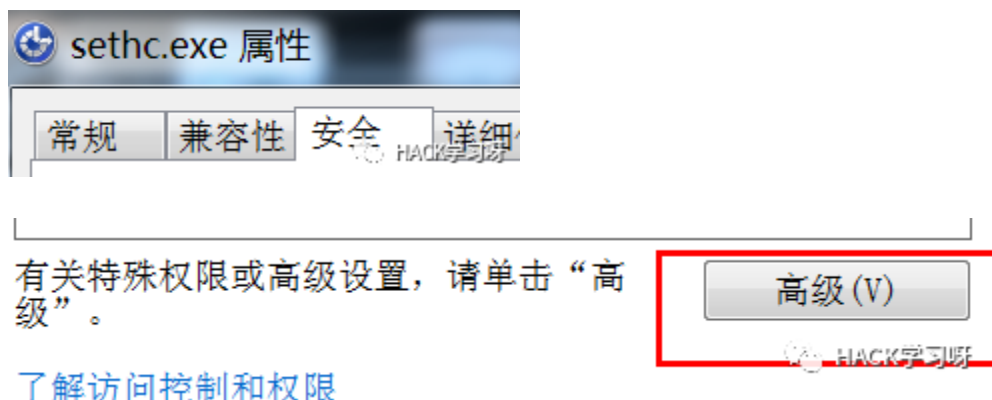 sethc.exe 属性
常规 兼容性 安全 详细
HACK学习呀
有关特殊权限或高级设置，请单击“高
级”。
高级(V)
HACK学习呀
了解访问控制和权限